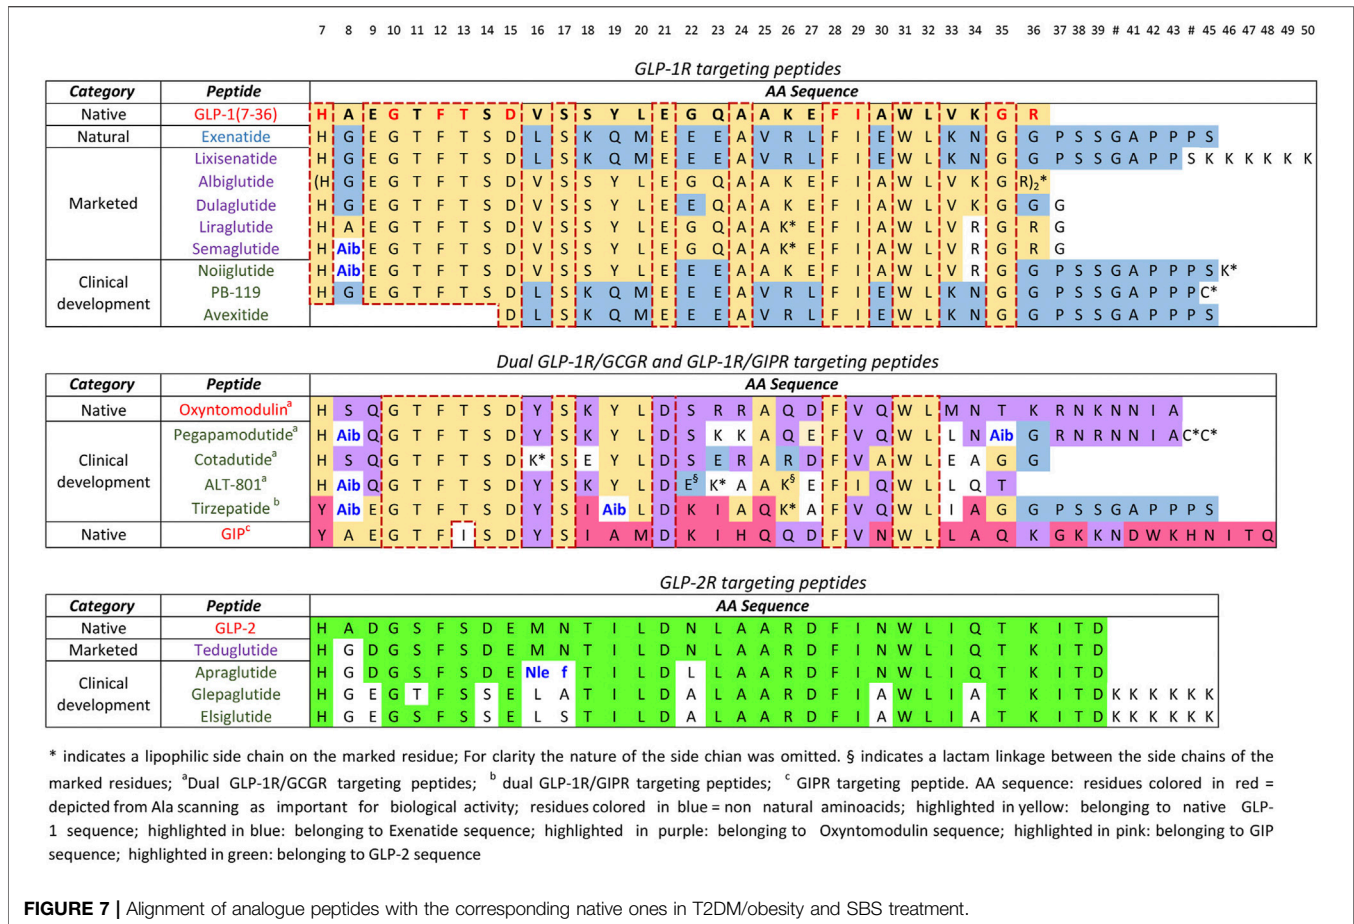 7 8 9 10 11 12 13 14 15 16 17 18 19 20 21 22 23 24 25 26 27 28 29 30 31 32 33 34 35 36 37 38 39 # 41 42 43 # 45 46 47 48 49 50
GLP-1R targeting peptides
Category Peptide AA Sequence
Native GLP-1(7-36) H A E G T F T S D V S S Y L E G Q A A K E F I A W L V K G R
Natural Exenatide H G E G T F T S D L S K Q M E E E A V R L F I E W L K N G G P S S G A P P P S
Marketed
Lixisenatide H G E G T F T S D L S K Q M E E E A V R L F I E W L K N G G P S S G A P P S K K K K K K
Albiglutide (H G E G T F T S D V S S Y L E G Q A A K E F I A W L V K G R)2*
Dulaglutide H G E G T F T S D V S S Y L E E Q A A K E F I A W L V K G G G
Liraglutide H A E G T F T S D V S S Y L E G Q A A K* E F I A W L V R G R G
Semaglutide H Aib E G T F T S D V S S Y L E G Q A A K* E F I A W L V R G R G
Clinical development
Noiiglutide H Aib E G T F T S D V S S Y L E E E A A K E F I A W L V R G G P S S G A P P P S K*
PB-119 H G E G T F T S D L S K Q M E E E A V R L F I E W L K N G G P S S G A P P P C*
Avexitide D L S K Q M E E E A V R L F I E W L K N G G P S S G A P P P S
Dual GLP-1R/GCGR and GLP-1R/GIPR targeting peptides
Category Peptide AA Sequence
Native Oxyntomodulinᵃ H S Q G T F T S D Y S K Y L D S R R A Q D F V Q W L M N T K R N K N N I A
Clinical development
Pegapamodutideᵃ H Aib Q G T F T S D Y S K Y L D S K K A Q E F V Q W L L N Aib G R N R N N I A C* C*
Cotadutideᵃ H S Q G T F T S D K* S E Y L D S E R A R D F V A W L E A G G
ALT-801ᵃ H Aib Q G T F T S D Y S K Y L D E§ K* A A K§ E F I Q W L L Q T
Tirzepatide ᵇ Y Aib E G T F T S D Y S I Aib L D K I A Q K* A F V Q W L I A G G P S S G A P P P S
Native GIPᶜ Y A E G T F I S D Y S I A M D K I H Q Q D F V N W L L A Q K G K K N D W K H N I T Q
GLP-2R targeting peptides
Category Peptide AA Sequence
Native GLP-2 H A D G S F S D E M N T I L D N L A A R D F I N W L I Q T K I T D
Marketed Teduglutide H G D G S F S D E M N T I L D N L A A R D F I N W L I Q T K I T D
Clinical development
Apraglutide H G D G S F S D E Nle f T I L D L L A A R D F I N W L I Q T K I T D
Glepaglutide H G E G T F S S E L A T I L D A L A A R D F I A W L I A T K I T D K K K K K K
Elsiglutide H G E G S F S S E L S T I L D A L A A R D F I A W L I A T K I T D K K K K K K
* indicates a lipophilic side chain on the marked residue; For clarity the nature of the side chian was omitted. § indicates a lactam linkage between the side chains of the
marked residues; ᵃDual GLP-1R/GCGR targeting peptides; ᵇ dual GLP-1R/GIPR targeting peptides; ᶜ GIPR targeting peptide. AA sequence: residues colored in red =
depicted from Ala scanning as important for biological activity; residues colored in blue = non natural aminoacids; highlighted in yellow: belonging to native GLP-
1 sequence; highlighted in blue: belonging to Exenatide sequence; highlighted in purple: belonging to Oxyntomodulin sequence; highlighted in pink: belonging to GIP
sequence; highlighted in green: belonging to GLP-2 sequence
FIGURE 7 | Alignment of analogue peptides with the corresponding native ones in T2DM/obesity and SBS treatment.